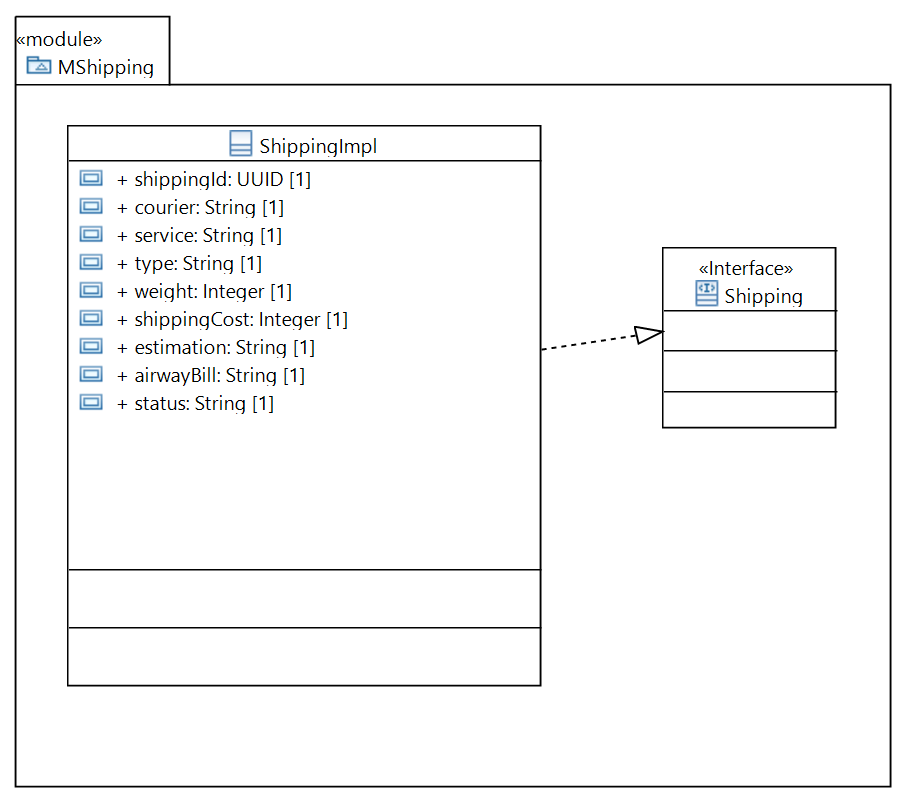 «module»
MShipping
ShippingImpl
+ shippingId: UUID [1]
+ courier: String [1]
+ service: String [1]
+ type: String [1]
+ weight: Integer [1]
+ shippingCost: Integer [1]
+ estimation: String [1]
+ airwayBill: String [1]
+ status: String [1]
«Interface»
Shipping